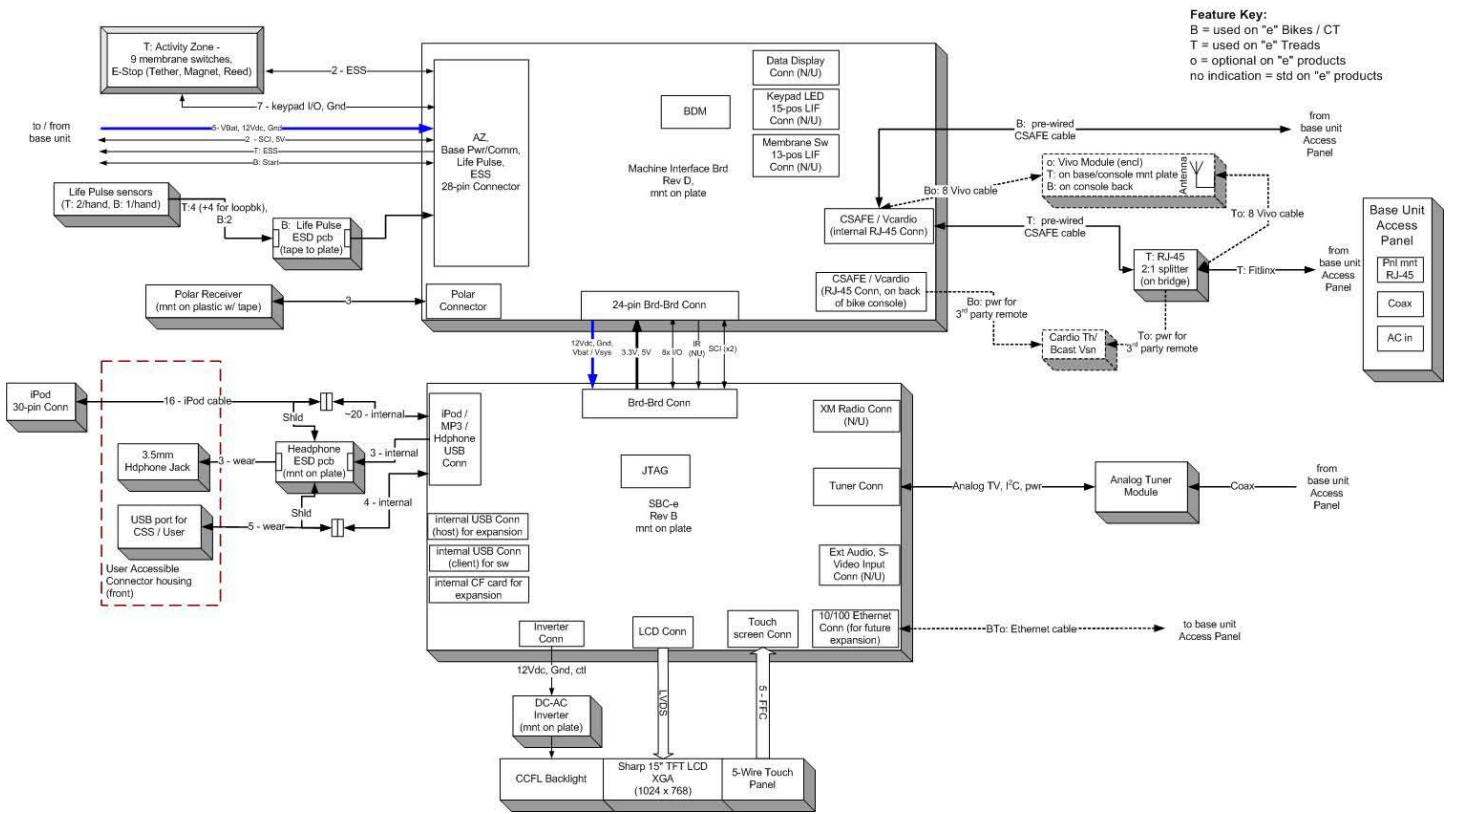 Feature Key:
B = used on "e" Bikes / CT
T = used on "e" Treads
o = optional on "e" products
no indication = std on "e" products
T: Activity Zone -
9 membrane switches,
E-Stop (Tether, Magnet, Reed)
2 - ESS
7 - keypad I/O, Gnd
to / from
base unit
5- VBat, 12Vdc, Gnd
2 - SCI, 5V
T: ESS
B: Start
Life Pulse sensors
(T: 2/hand, B: 1/hand)
T:4 (+4 for loopbk),
B:2
B: Life Pulse
ESD pcb
(tape to plate)
Polar Receiver
(mnt on plastic w/ tape)
3
AZ,
Base Pwr/Comm,
Life Pulse,
ESS
28-pin Connector
Polar
Connector
BDM
Machine Interface Brd
Rev D,
mnt on plate
Data Display
Conn (N/U)
Keypad LED
15-pos LIF
Conn (N/U)
Membrane Sw
13-pos LIF
Conn (N/U)
CSAFE / Vcardio
(internal RJ-45 Conn)
CSAFE / Vcardio
(RJ-45 Conn, on back
of bike console)
24-pin Brd-Brd Conn
B: pre-wired
CSAFE cable
from
base unit
Access
Panel
Bo: 8 Vivo cable
o: Vivo Module (encl)
T: on base/console mnt plate
B: on console back
Antenna
To: 8 Vivo cable
T: pre-wired
CSAFE cable
T: RJ-45
2:1 splitter
(on bridge)
T: Fitlinx
from
base unit
Access
Panel
Bo: pwr for
3rd party remote
Cardio Th/
Bcast Vsn
To: pwr for
3rd party remote
Base Unit
Access
Panel
Pnl mnt
RJ-45
Coax
AC in
12Vdc, Gnd,
Vbat / Vsys
3.3V, 5V
8x I/O
IR
(NU)
SCI (x2)
iPod
30-pin Conn
16 - iPod cable
Shld
~20 - internal
3.5mm
Hdphone Jack
3 - wear
Headphone
ESD pcb
(mnt on plate)
3 - internal
4 - internal
Shld
USB port for
CSS / User
5 - wear
User Accessible
Connector housing
(front)
iPod /
MP3 /
Hdphone
USB
Conn
internal USB Conn
(host) for expansion
internal USB Conn
(client) for sw
internal CF card for
expansion
Brd-Brd Conn
JTAG
SBC-e
Rev B
mnt on plate
XM Radio Conn
(N/U)
Tuner Conn
Ext Audio, S-
Video Input
Conn (N/U)
10/100 Ethernet
Conn (for future
expansion)
Analog TV, I2C, pwr
Analog Tuner
Module
Coax
from
base unit
Access
Panel
BTo: Ethernet cable
to base unit
Access Panel
Inverter
Conn
LCD Conn
Touch
screen Conn
12Vdc, Gnd, ctl
DC-AC
Inverter
(mnt on plate)
LVDS
5 - FFC
CCFL Backlight
Sharp 15" TFT LCD
XGA
(1024 x 768)
5-Wire Touch
Panel